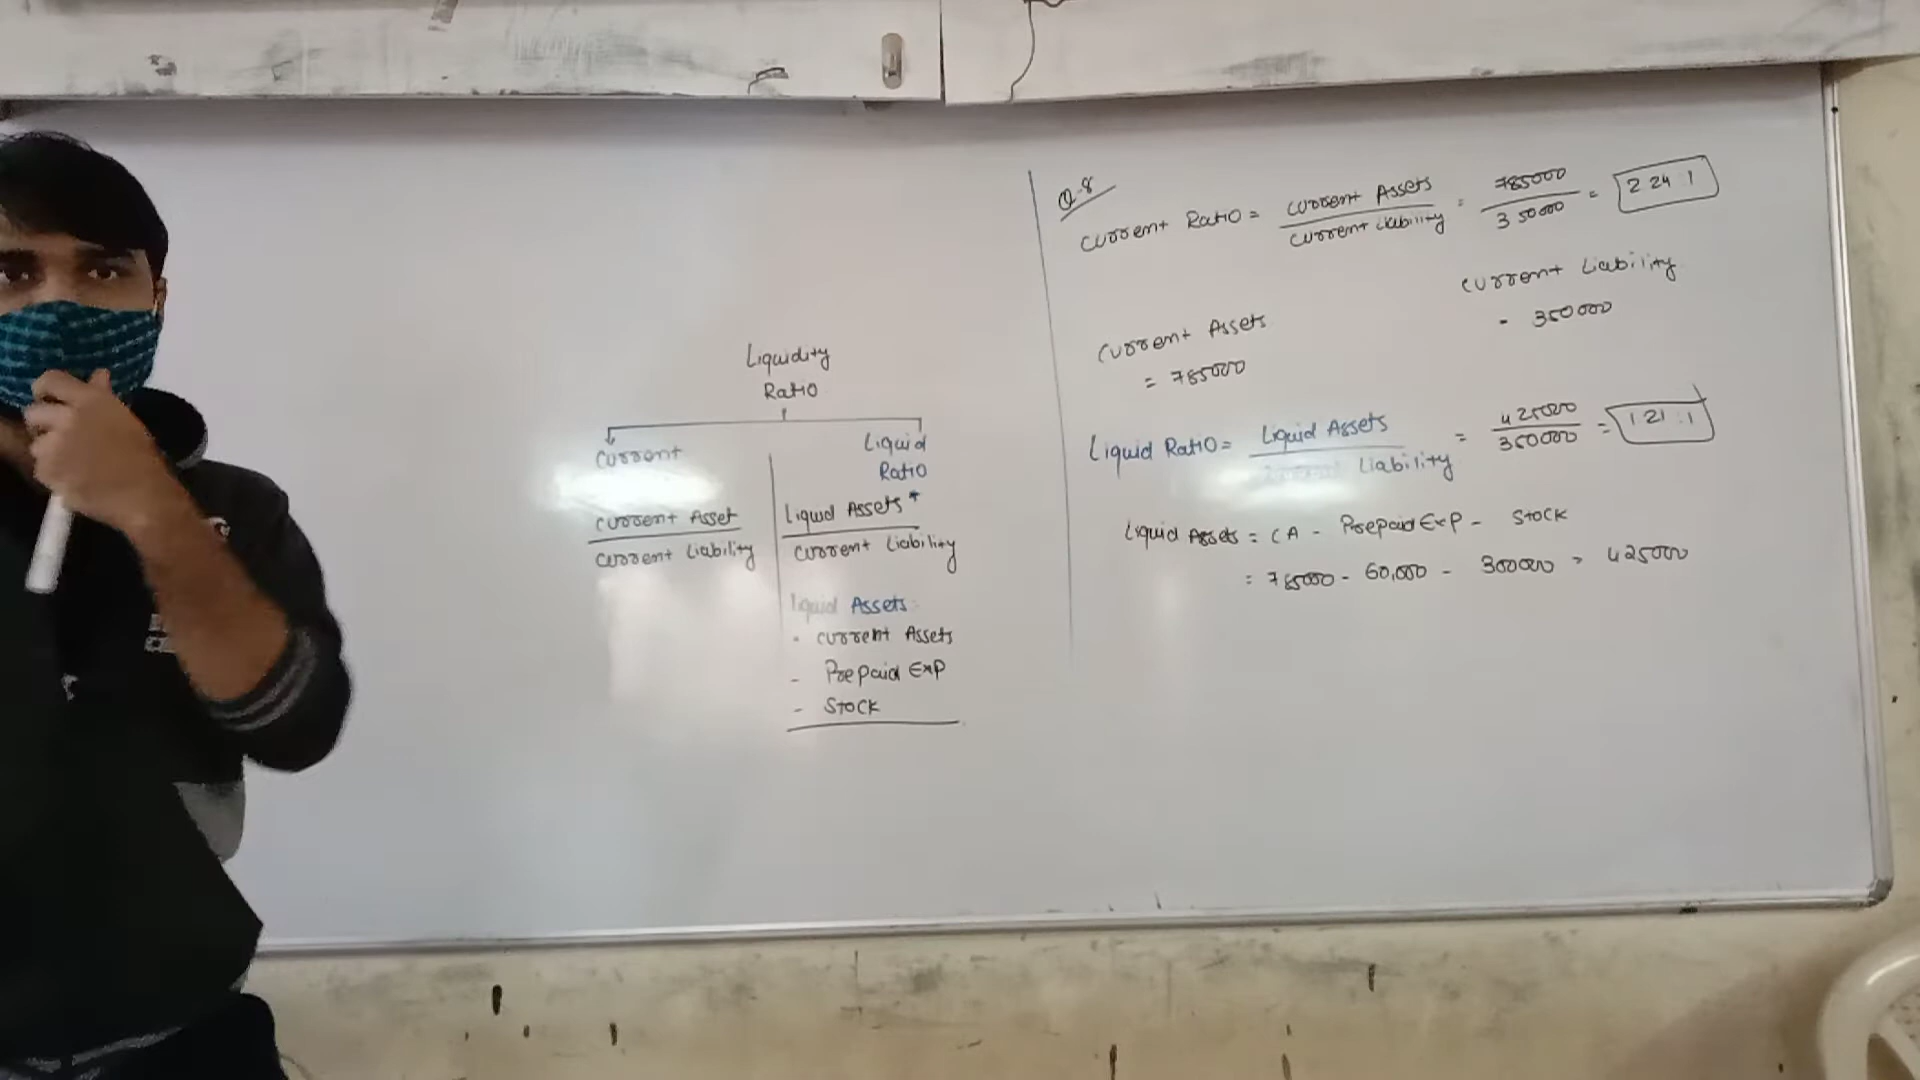 Liquidity
Ratio
Current
Liquid
Ratio
Current Asset
Current Liability
Liquid Assets*
Current Liability
Liquid Assets
- Current Assets
- Prepaid Exp
- Stock
Q-8
Current Ratio = Current Assets / Current Liability = 785000 / 350000 = 2.24 : 1
Current Assets
= 785000
Current Liability
= 350000
Liquid Ratio = Liquid Assets / Liability = 425000 / 350000 = 1.21 : 1
Liquid Assets = CA - Prepaid Exp - Stock
= 785000 - 60,000 - 300000 = 425000